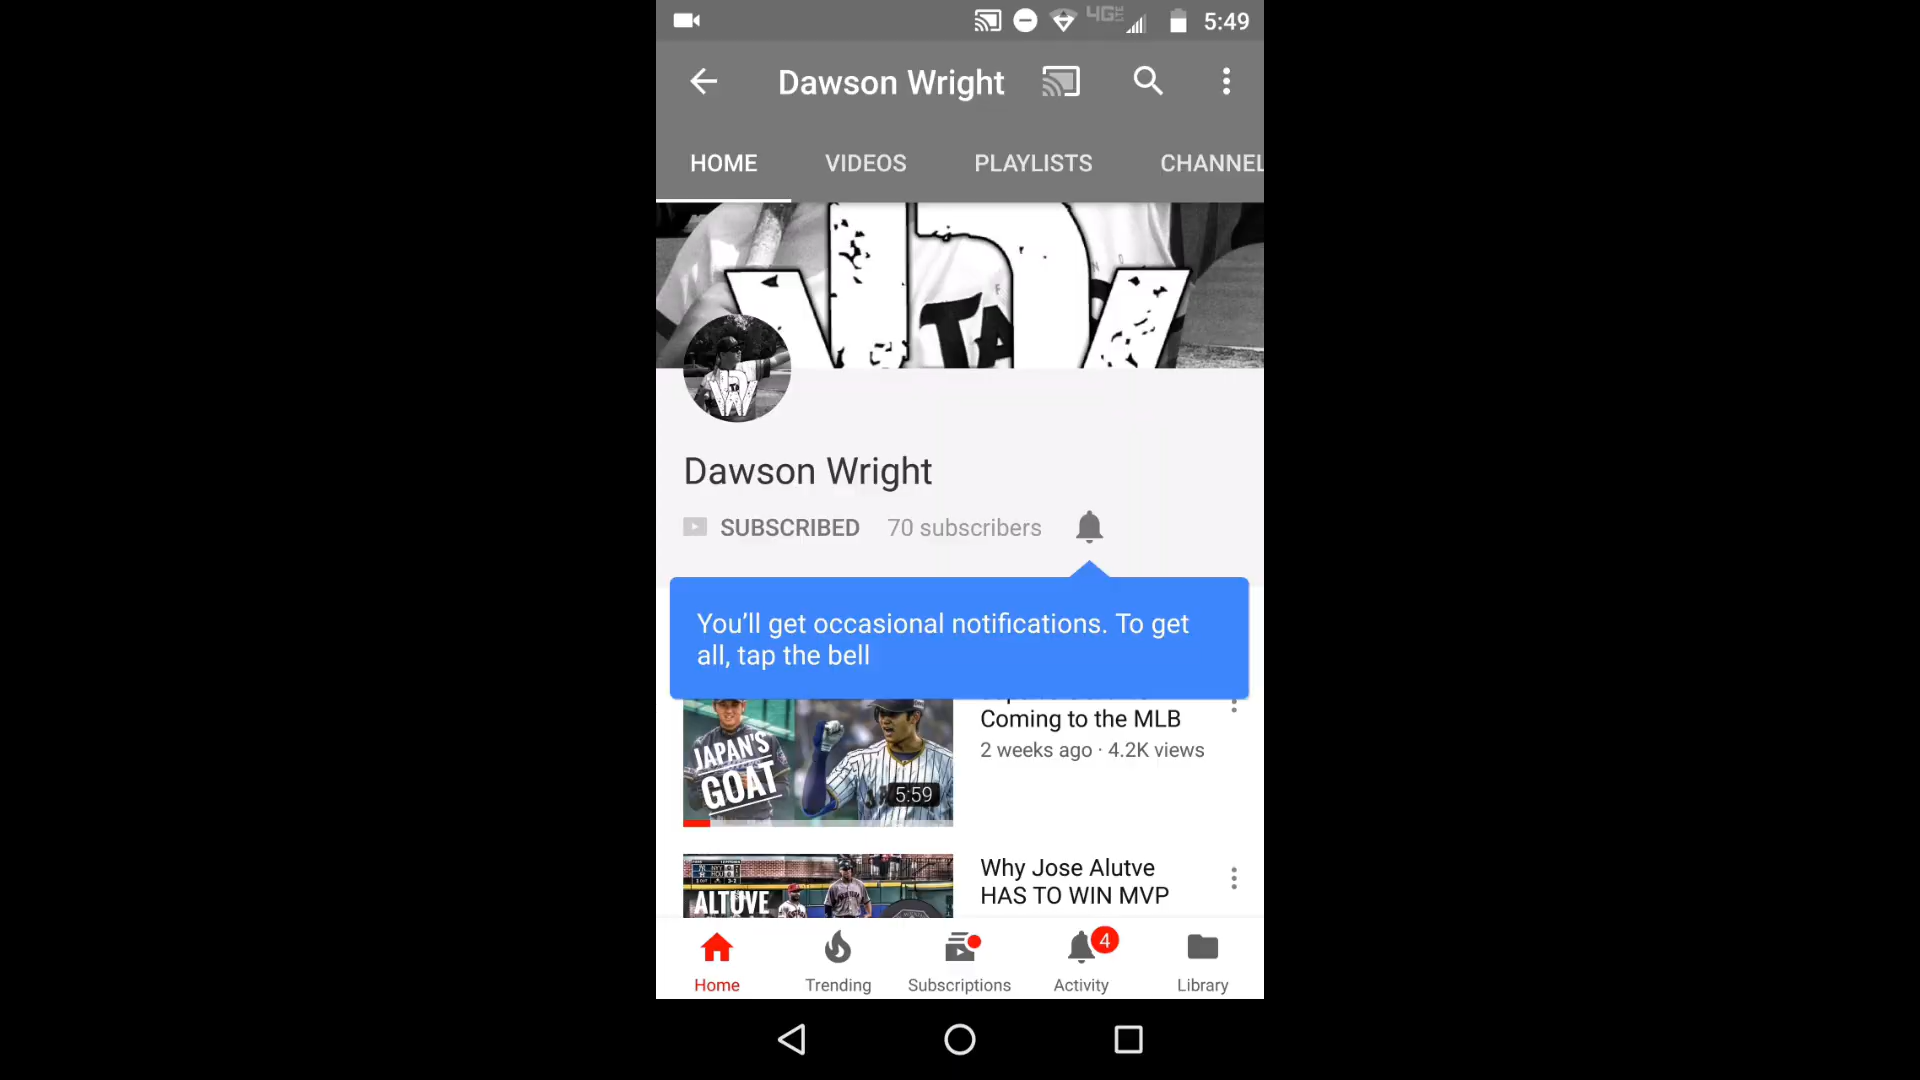 5:49
Dawson Wright
HOME VIDEOS PLAYLISTS CHANNEL
TA
Dawson Wright
SUBSCRIBED 70 subscribers
You’ll get occasional notifications. To get
all, tap the bell
Coming to the MLB
2 weeks ago · 4.2K views
JAPAN'S
GOAT
5:59
Why Jose Alutve
HAS TO WIN MVP
ALTUVE
4
Home Trending Subscriptions Activity Library